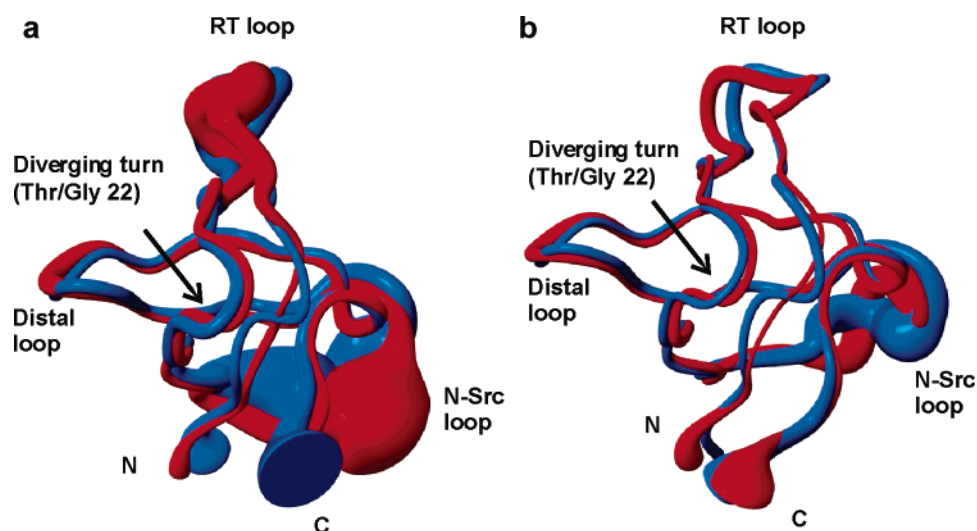 a
RT loop
Diverging turn
(Thr/Gly 22)
Distal
loop
N-Src
loop
N
C
b
RT loop
Diverging turn
(Thr/Gly 22)
Distal
loop
N-Src
loop
N
C